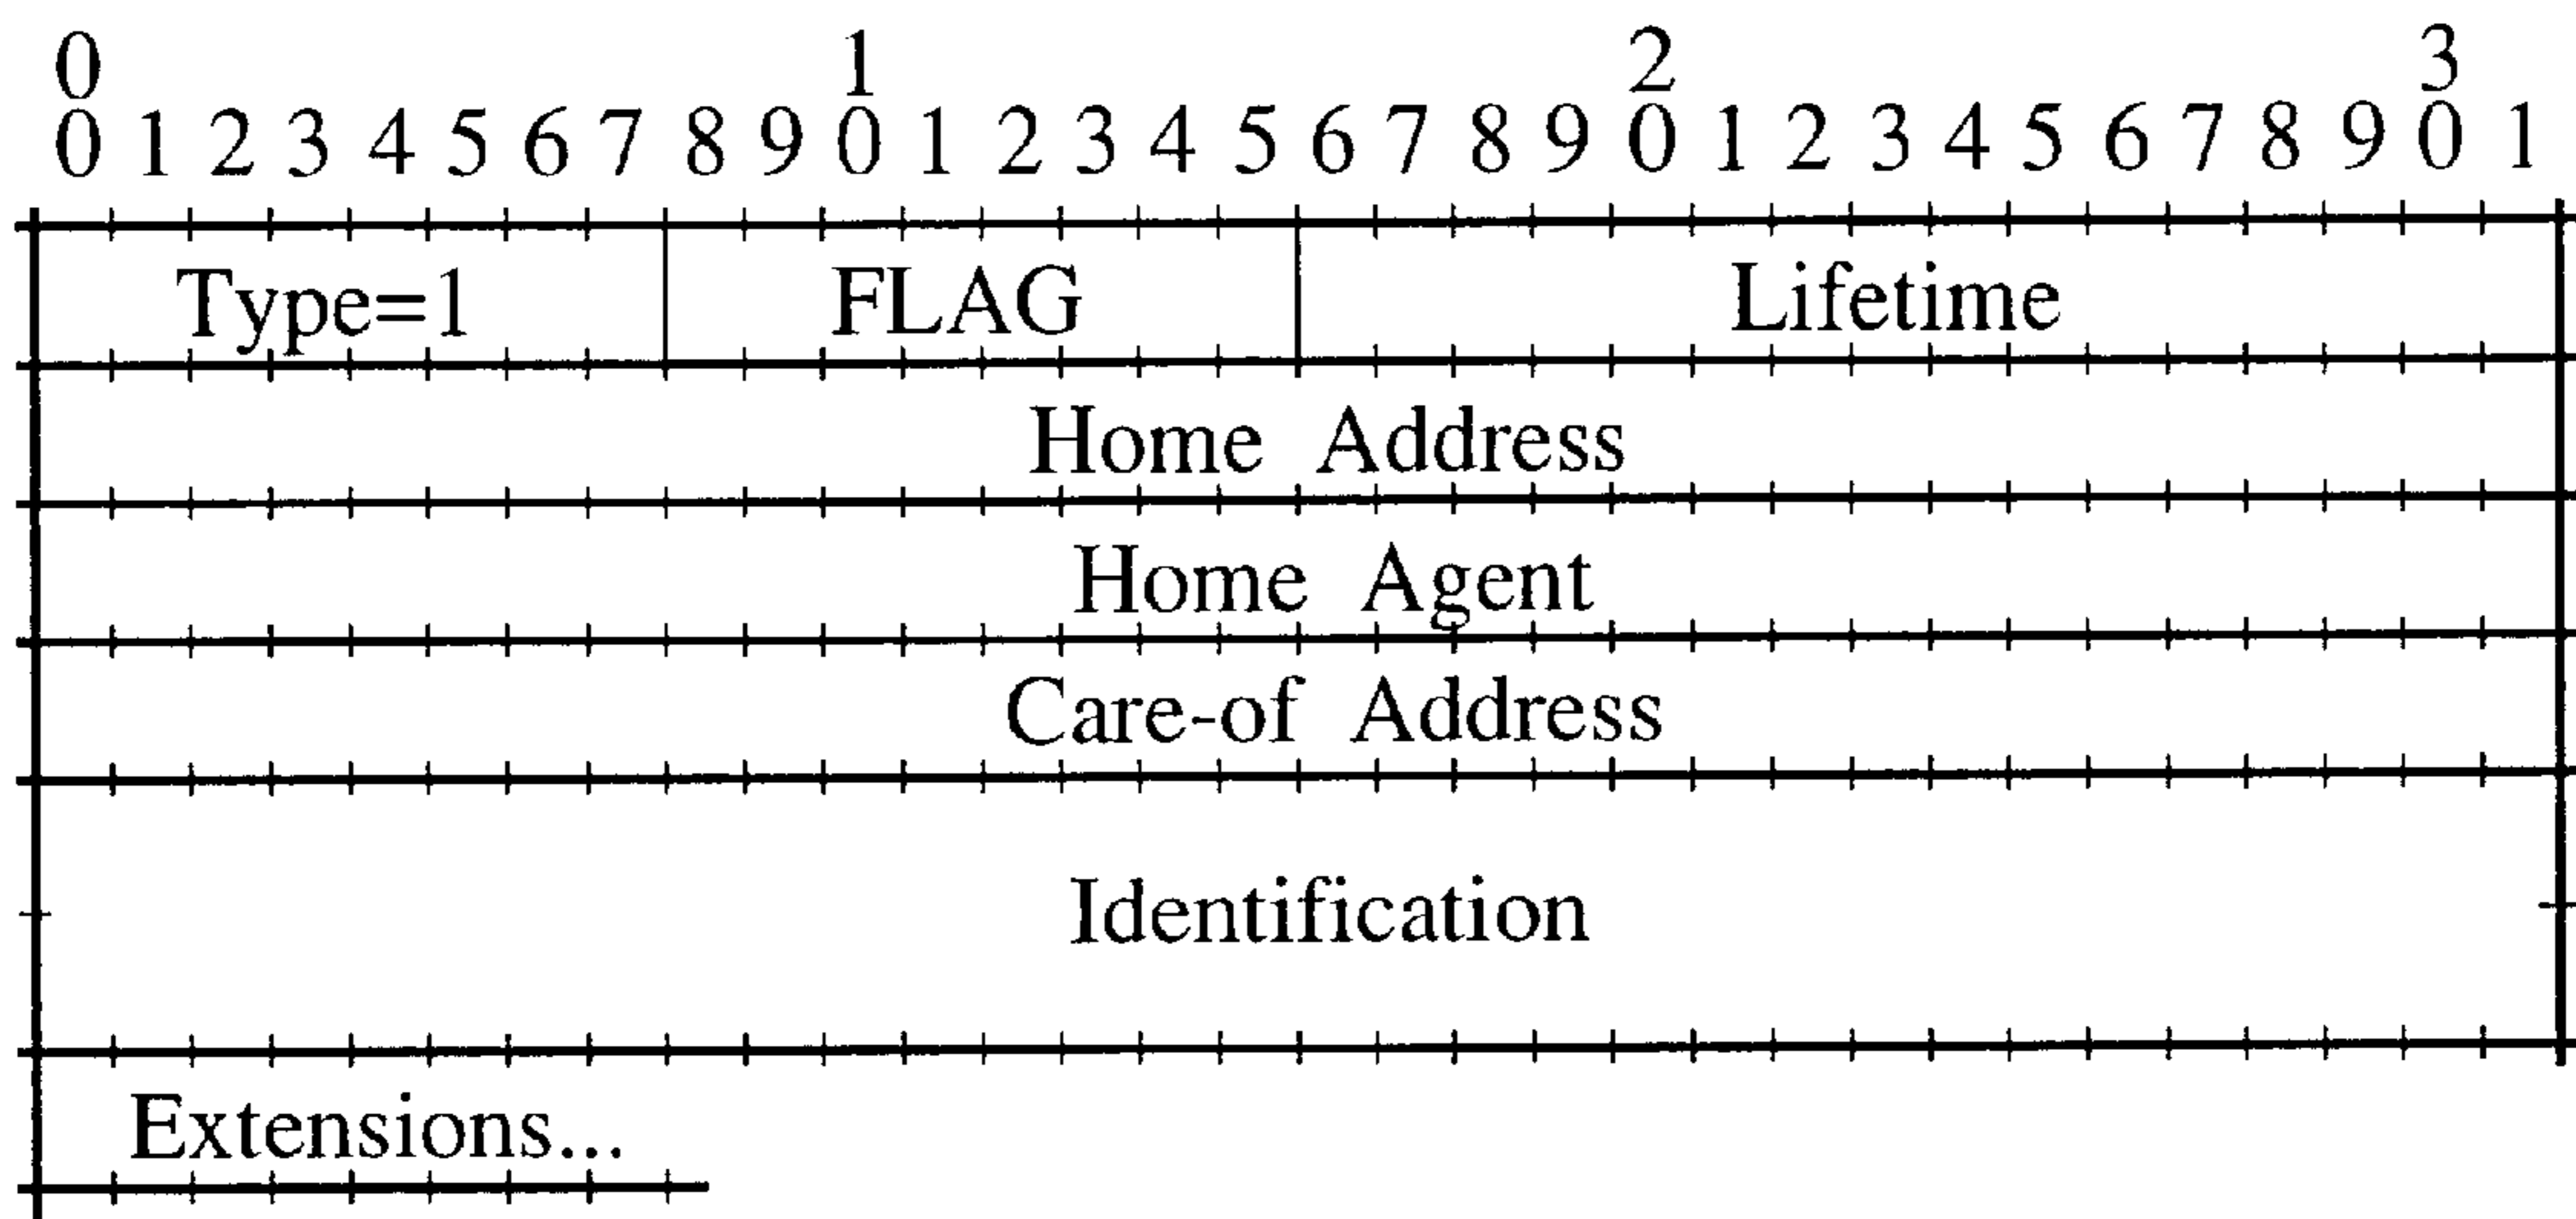 0 1 2 3
0 1 2 3 4 5 6 7 8 9 0 1 2 3 4 5 6 7 8 9 0 1 2 3 4 5 6 7 8 9 0 1
Type=1 FLAG Lifetime
Home Address
Home Agent
Care-of Address
Identification
Extensions...